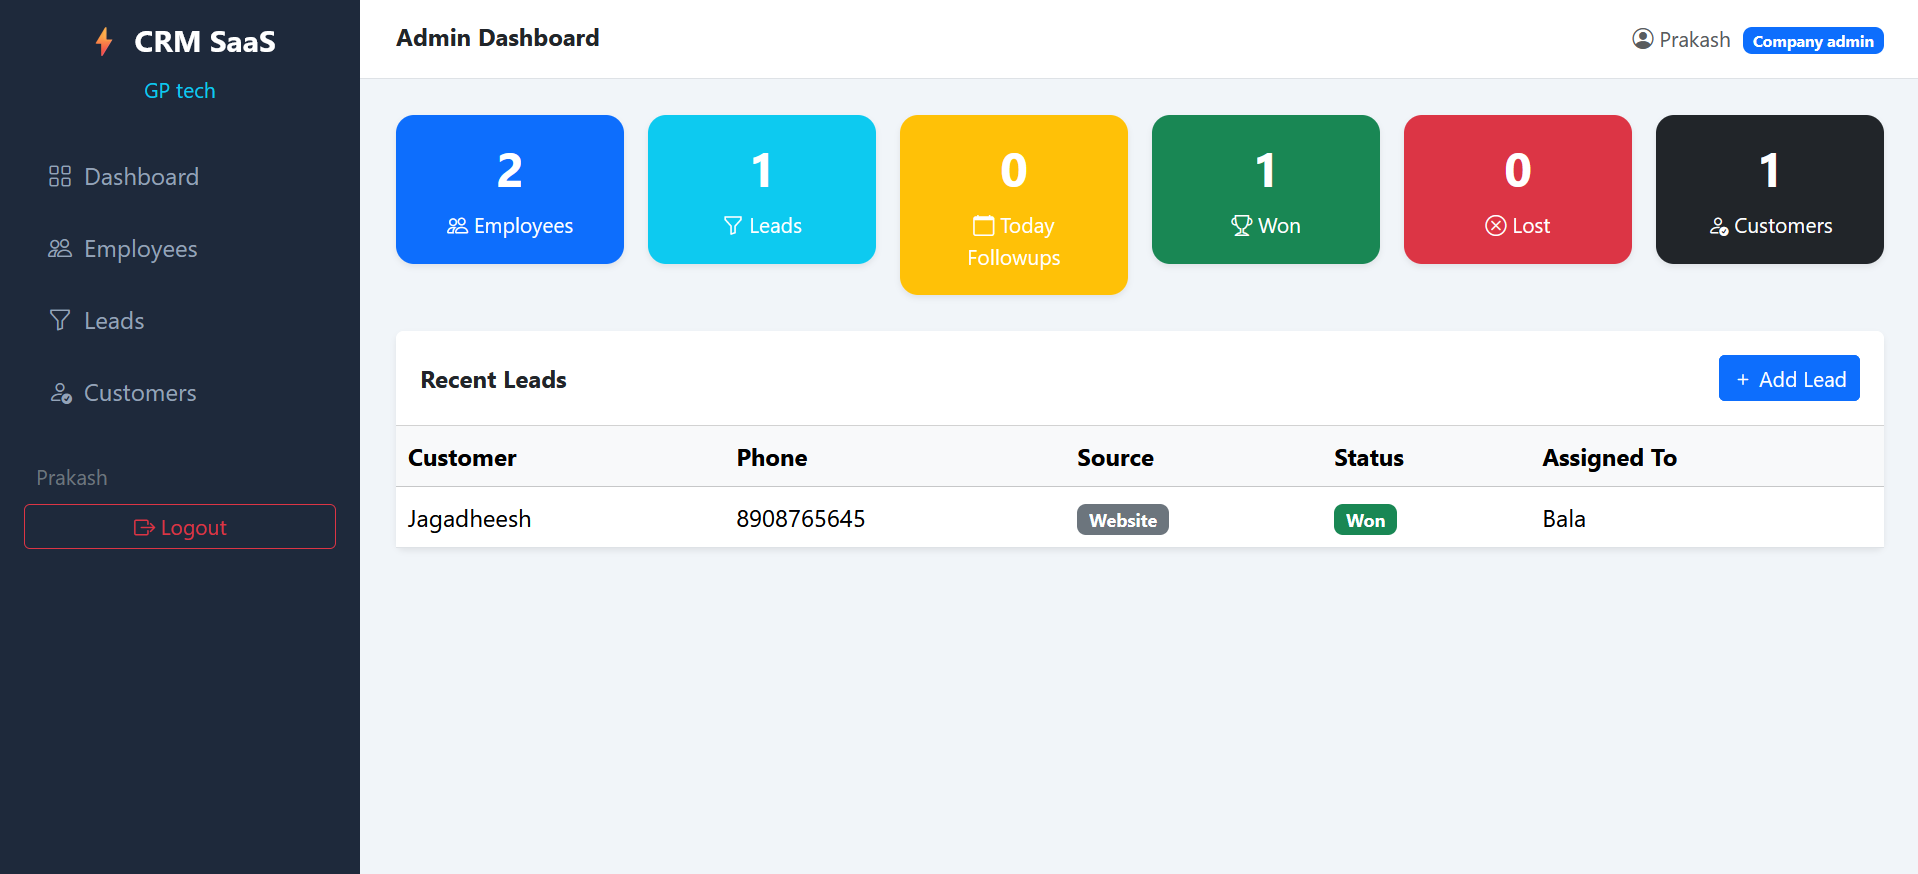 CRM SaaS
GP tech
Dashboard
Employees
Leads
Customers
Prakash
Logout
Admin Dashboard
Prakash Company admin
2
Employees
1
Leads
0
Today
Followups
1
Won
0
Lost
1
Customers
Recent Leads
+ Add Lead
Customer Phone Source Status Assigned To
Jagadheesh 8908765645 Website Won Bala